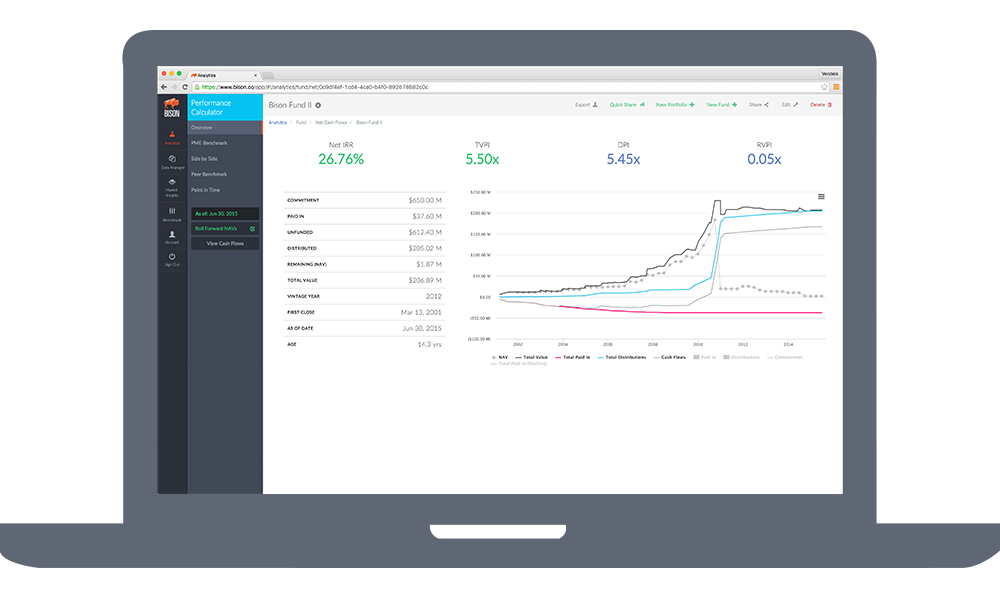 Analytics
Vendela
https://www.bison.co/app/#/analytics/fund/net/
BISON
Performance
Calculator
Bison Fund II
Export
Quick Share
New Portfolio
New Fund
Share
Edit
Delete
Analytics / Fund / Net Cash Flows / Bison Fund II
Analytics
Data Manager
Market
Insights
Benchmark
Account
Sign Out
Overview
PME Benchmark
Side by Side
Peer Benchmark
Point in Time
As of: Jun 30, 2015
Roll Forward NAVs
View Cash Flows
Net IRR
26.76%
TVPI
5.50x
DPI
5.45x
RVPI
0.05x
COMMITMENT $650.00 M
PAID IN $37.60 M
UNFUNDED $612.40 M
DISTRIBUTED $205.02 M
REMAINING (NAV) $1.87 M
TOTAL VALUE $206.89 M
VINTAGE YEAR 2012
FIRST CLOSE Mar 13, 2001
AS OF DATE Jun 30, 2015
AGE 14.3 yrs
$250.00 M
$200.00 M
$150.00 M
$100.00 M
$50.00 M
$0.00
($50.00 M)
($100.00 M)
2002 2004 2006 2008 2010 2012 2014
NAV Total Value Total Paid In Total Distributions Cash Flows Paid In Distributions Commitment
Total Paid In (Positive)